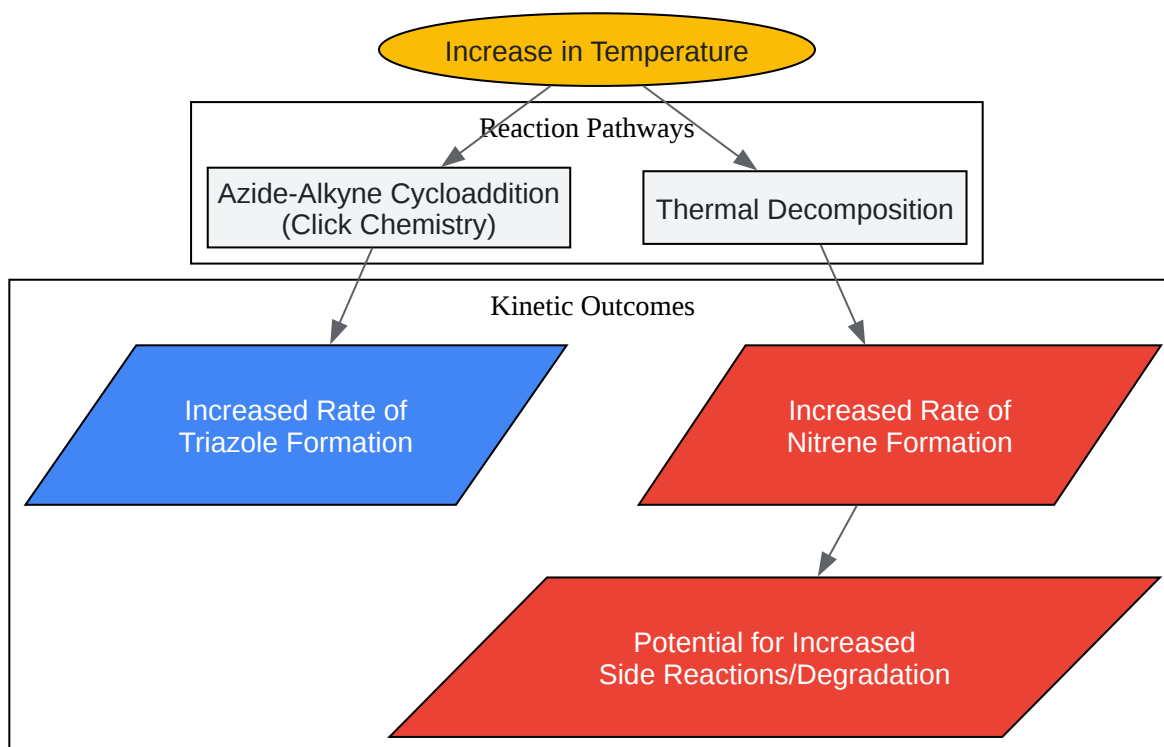 Increase in Temperature
Reaction Pathways
Azide-Alkyne Cycloaddition
(Click Chemistry)
Thermal Decomposition
Kinetic Outcomes
Increased Rate of
Triazole Formation
Increased Rate of
Nitrene Formation
Potential for Increased
Side Reactions/Degradation